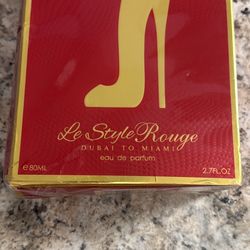 Le Style Rouge
DUBAI TO MIAMI
eau de parfum
e 80ML
2.7FL.OZ